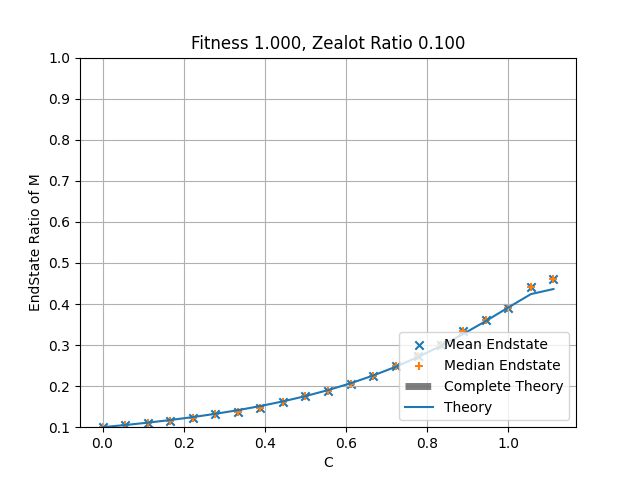 Fitness 1.000, Zealot Ratio 0.100
EndState Ratio of M
1.0
0.9
0.8
0.7
0.6
0.5
0.4
0.3
0.2
0.1
Mean Endstate
Median Endstate
Complete Theory
Theory
0.0 0.2 0.4 0.6 0.8 1.0
C